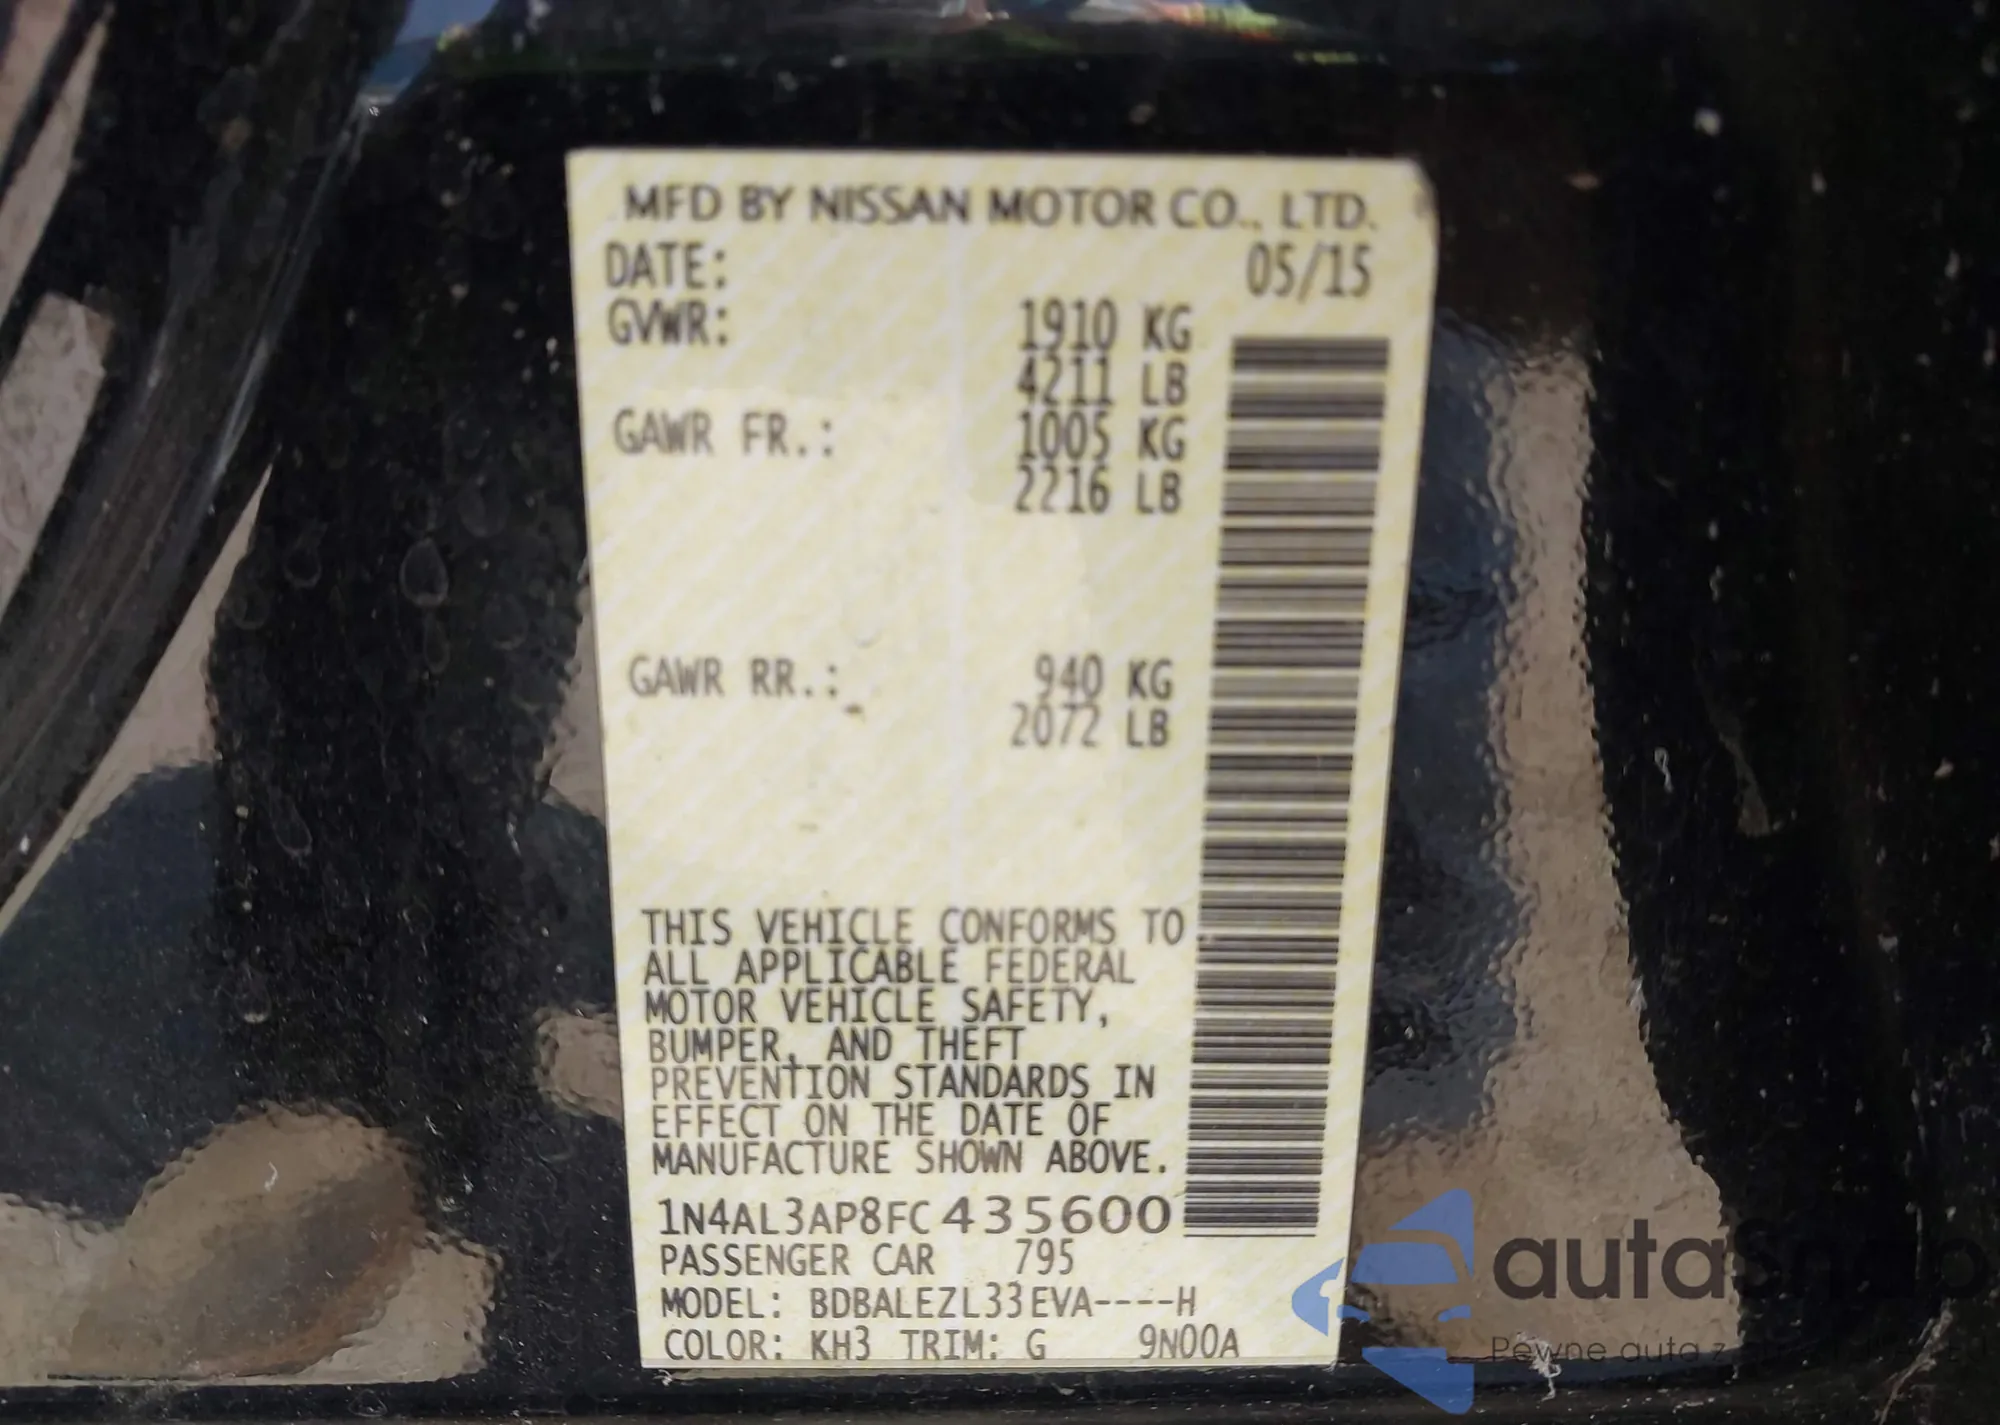 MFD BY NISSAN MOTOR CO., LTD.
DATE: 05/15
GVWR: 1910 KG
4211 LB
GAWR FR.: 1005 KG
2216 LB
GAWR RR.: 940 KG
2072 LB
THIS VEHICLE CONFORMS TO
ALL APPLICABLE FEDERAL
MOTOR VEHICLE SAFETY,
BUMPER, AND THEFT
PREVENTION STANDARDS IN
EFFECT ON THE DATE OF
MANUFACTURE SHOWN ABOVE.
1N4AL3AP8FC435600
PASSENGER CAR 795
MODEL: BDBALEZL33EVA----H
COLOR: KH3 TRIM: G 9N00A
autasnap
Pewne auta z